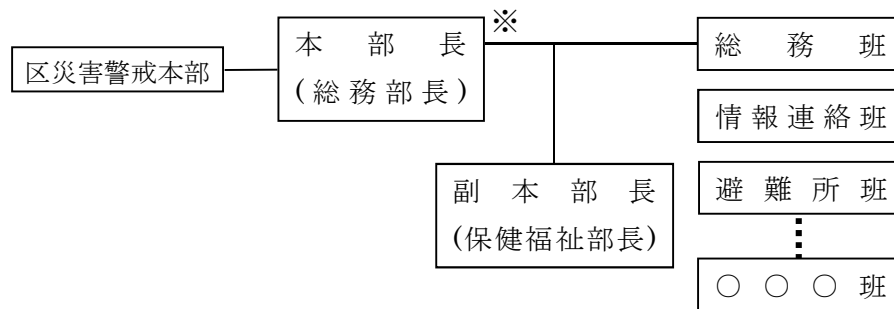 区災害警戒本部
本部長
(総務部長)
※
副本部長
(保健福祉部長)
総務班
情報連絡班
避難所班
○○○班